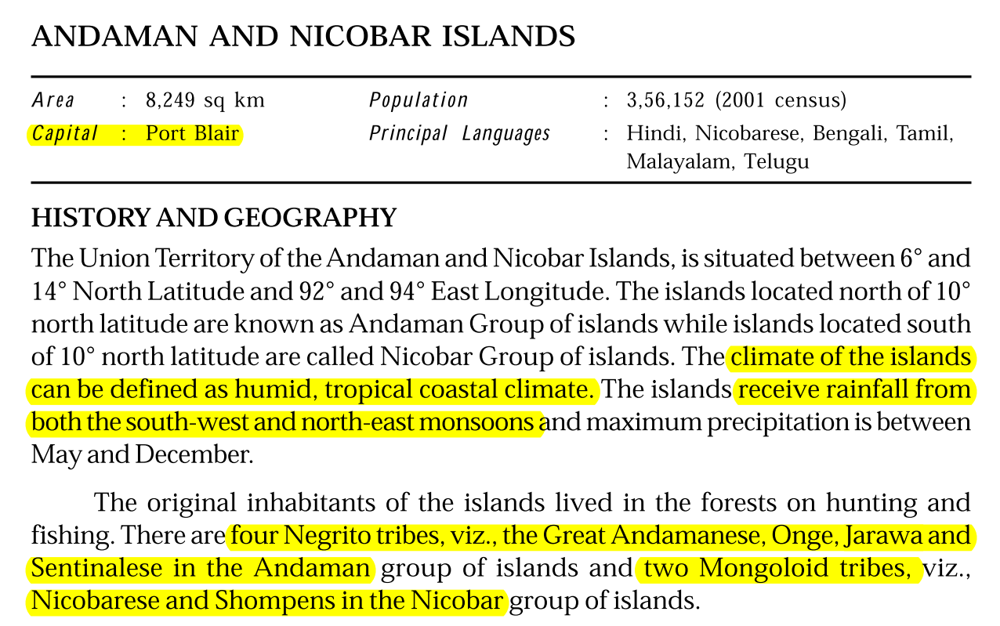 ANDAMAN AND NICOBAR ISLANDS
Area : 8,249 sq km Population : 3,56,152 (2001 census)
Capital : Port Blair Principal Languages : Hindi, Nicobarese, Bengali, Tamil,
Malayalam, Telugu
HISTORY AND GEOGRAPHY
The Union Territory of the Andaman and Nicobar Islands, is situated between 6° and
14° North Latitude and 92° and 94° East Longitude. The islands located north of 10°
north latitude are known as Andaman Group of islands while islands located south
of 10° north latitude are called Nicobar Group of islands. The climate of the islands
can be defined as humid, tropical coastal climate. The islands receive rainfall from
both the south-west and north-east monsoons and maximum precipitation is between
May and December.
The original inhabitants of the islands lived in the forests on hunting and
fishing. There are four Negrito tribes, viz., the Great Andamanese, Onge, Jarawa and
Sentinalese in the Andaman group of islands and two Mongoloid tribes, viz.,
Nicobarese and Shompens in the Nicobar group of islands.